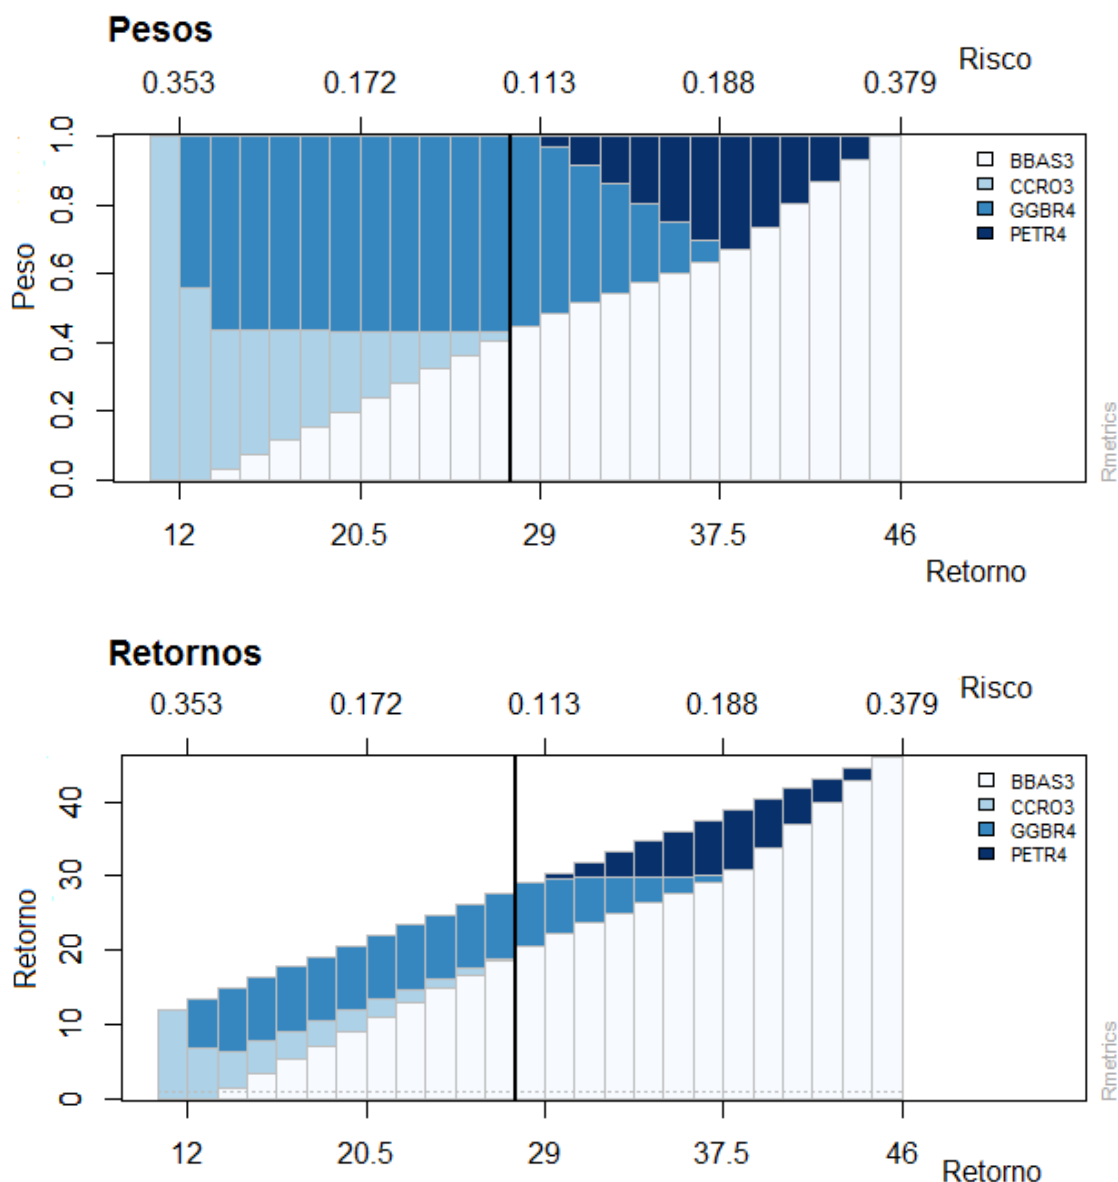 Pesos
Risco
0.353 0.172 0.113 0.188 0.379
Peso
0.0 0.2 0.4 0.6 0.8 1.0
BBAS3
CCRO3
GGBR4
PETR4
Rmetrics
12 20.5 29 37.5 46
Retorno
Retornos
Risco
0.353 0.172 0.113 0.188 0.379
Retorno
0 10 20 30 40
BBAS3
CCRO3
GGBR4
PETR4
Rmetrics
12 20.5 29 37.5 46
Retorno